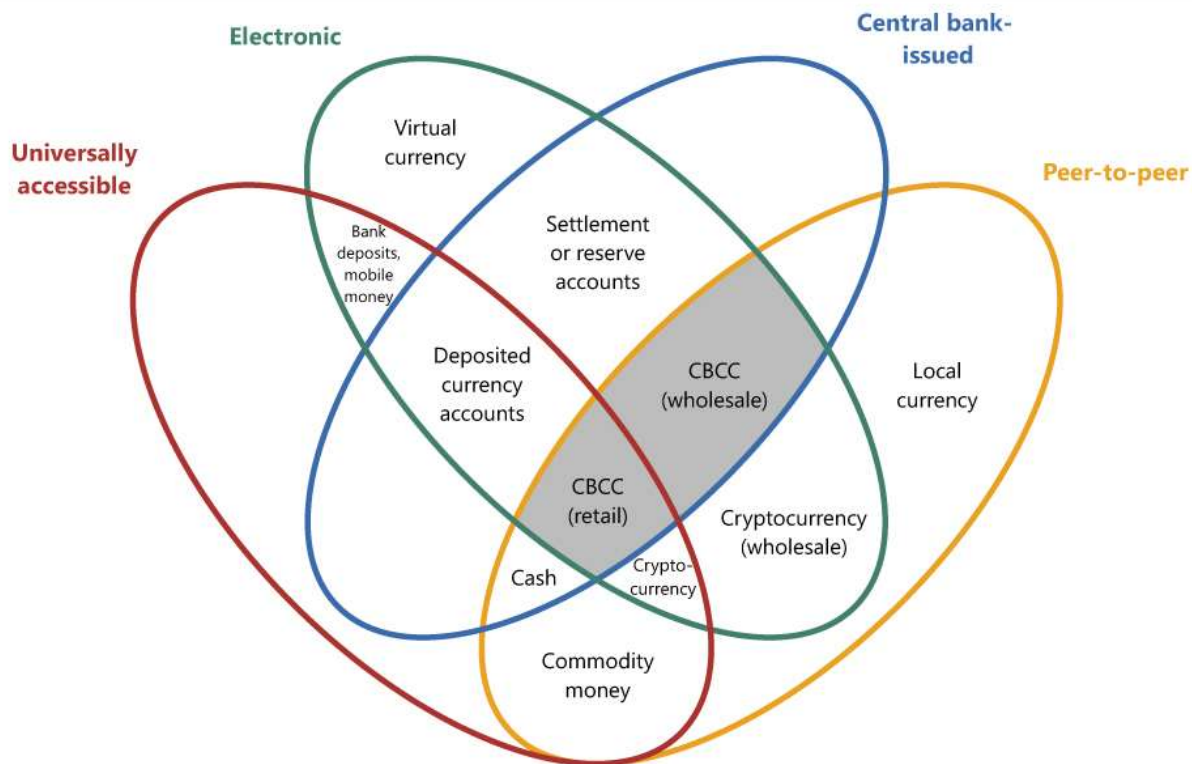 Electronic
Central bank-
issued
Universally
accessible
Peer-to-peer
Virtual
currency
Bank
deposits,
mobile
money
Settlement
or reserve
accounts
Deposited
currency
accounts
CBCC
(wholesale)
Local
currency
CBCC
(retail)
Cryptocurrency
(wholesale)
Cash
Crypto-
currency
Commodity
money